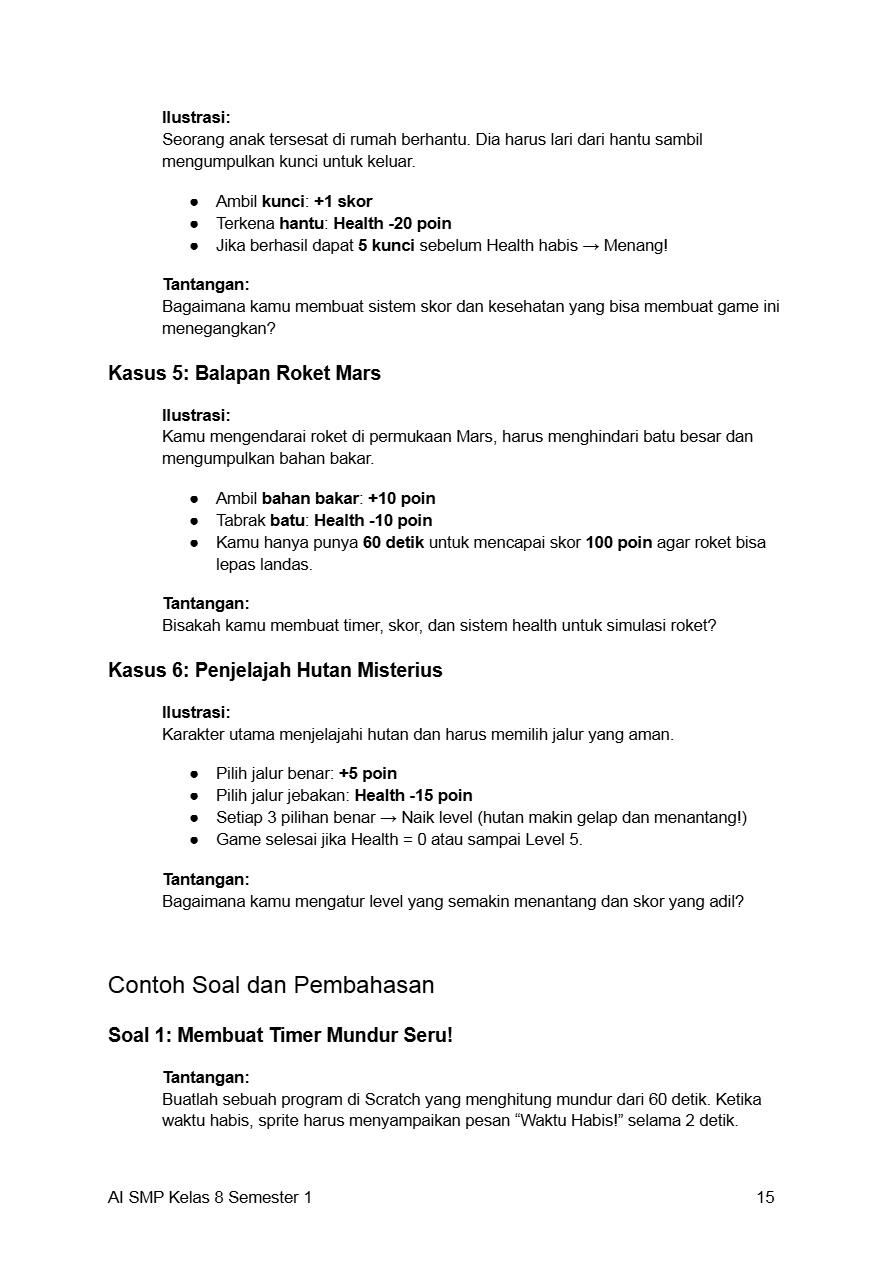 Ilustrasi:
Seorang anak tersesat di rumah berhantu. Dia harus lari dari hantu sambil
mengumpulkan kunci untuk keluar.
● Ambil kunci: +1 skor
● Terkena hantu: Health -20 poin
● Jika berhasil dapat 5 kunci sebelum Health habis → Menang!
Tantangan:
Bagaimana kamu membuat sistem skor dan kesehatan yang bisa membuat game ini
menegangkan?
Kasus 5: Balapan Roket Mars
Ilustrasi:
Kamu mengendarai roket di permukaan Mars, harus menghindari batu besar dan
mengumpulkan bahan bakar.
● Ambil bahan bakar: +10 poin
● Tabrak batu: Health -10 poin
● Kamu hanya punya 60 detik untuk mencapai skor 100 poin agar roket bisa
lepas landas.
Tantangan:
Bisakah kamu membuat timer, skor, dan sistem health untuk simulasi roket?
Kasus 6: Penjelajah Hutan Misterius
Ilustrasi:
Karakter utama menjelajahi hutan dan harus memilih jalur yang aman.
● Pilih jalur benar: +5 poin
● Pilih jalur jebakan: Health -15 poin
● Setiap 3 pilihan benar → Naik level (hutan makin gelap dan menantang!)
● Game selesai jika Health = 0 atau sampai Level 5.
Tantangan:
Bagaimana kamu mengatur level yang semakin menantang dan skor yang adil?
Contoh Soal dan Pembahasan
Soal 1: Membuat Timer Mundur Seru!
Tantangan:
Buatlah sebuah program di Scratch yang menghitung mundur dari 60 detik. Ketika
waktu habis, sprite harus menyampaikan pesan “Waktu Habis!” selama 2 detik.
AI SMP Kelas 8 Semester 1 15